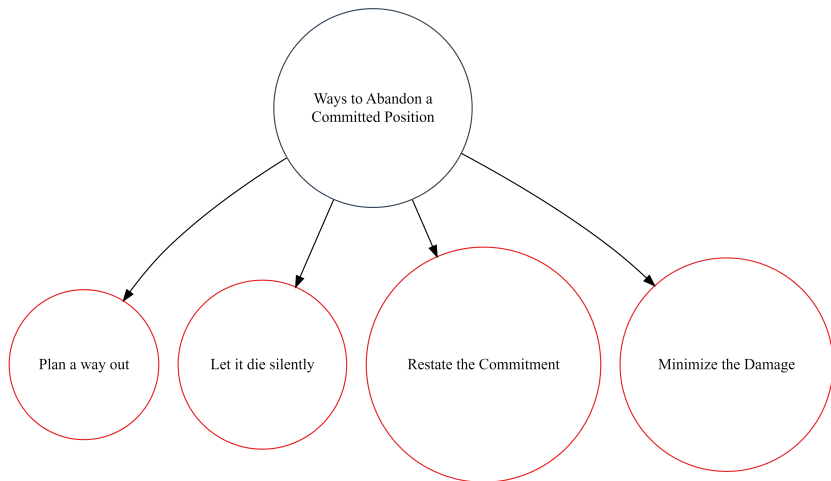 Ways to Abandon a
Committed Position
Plan a way out
Let it die silently
Restate the Commitment
Minimize the Damage